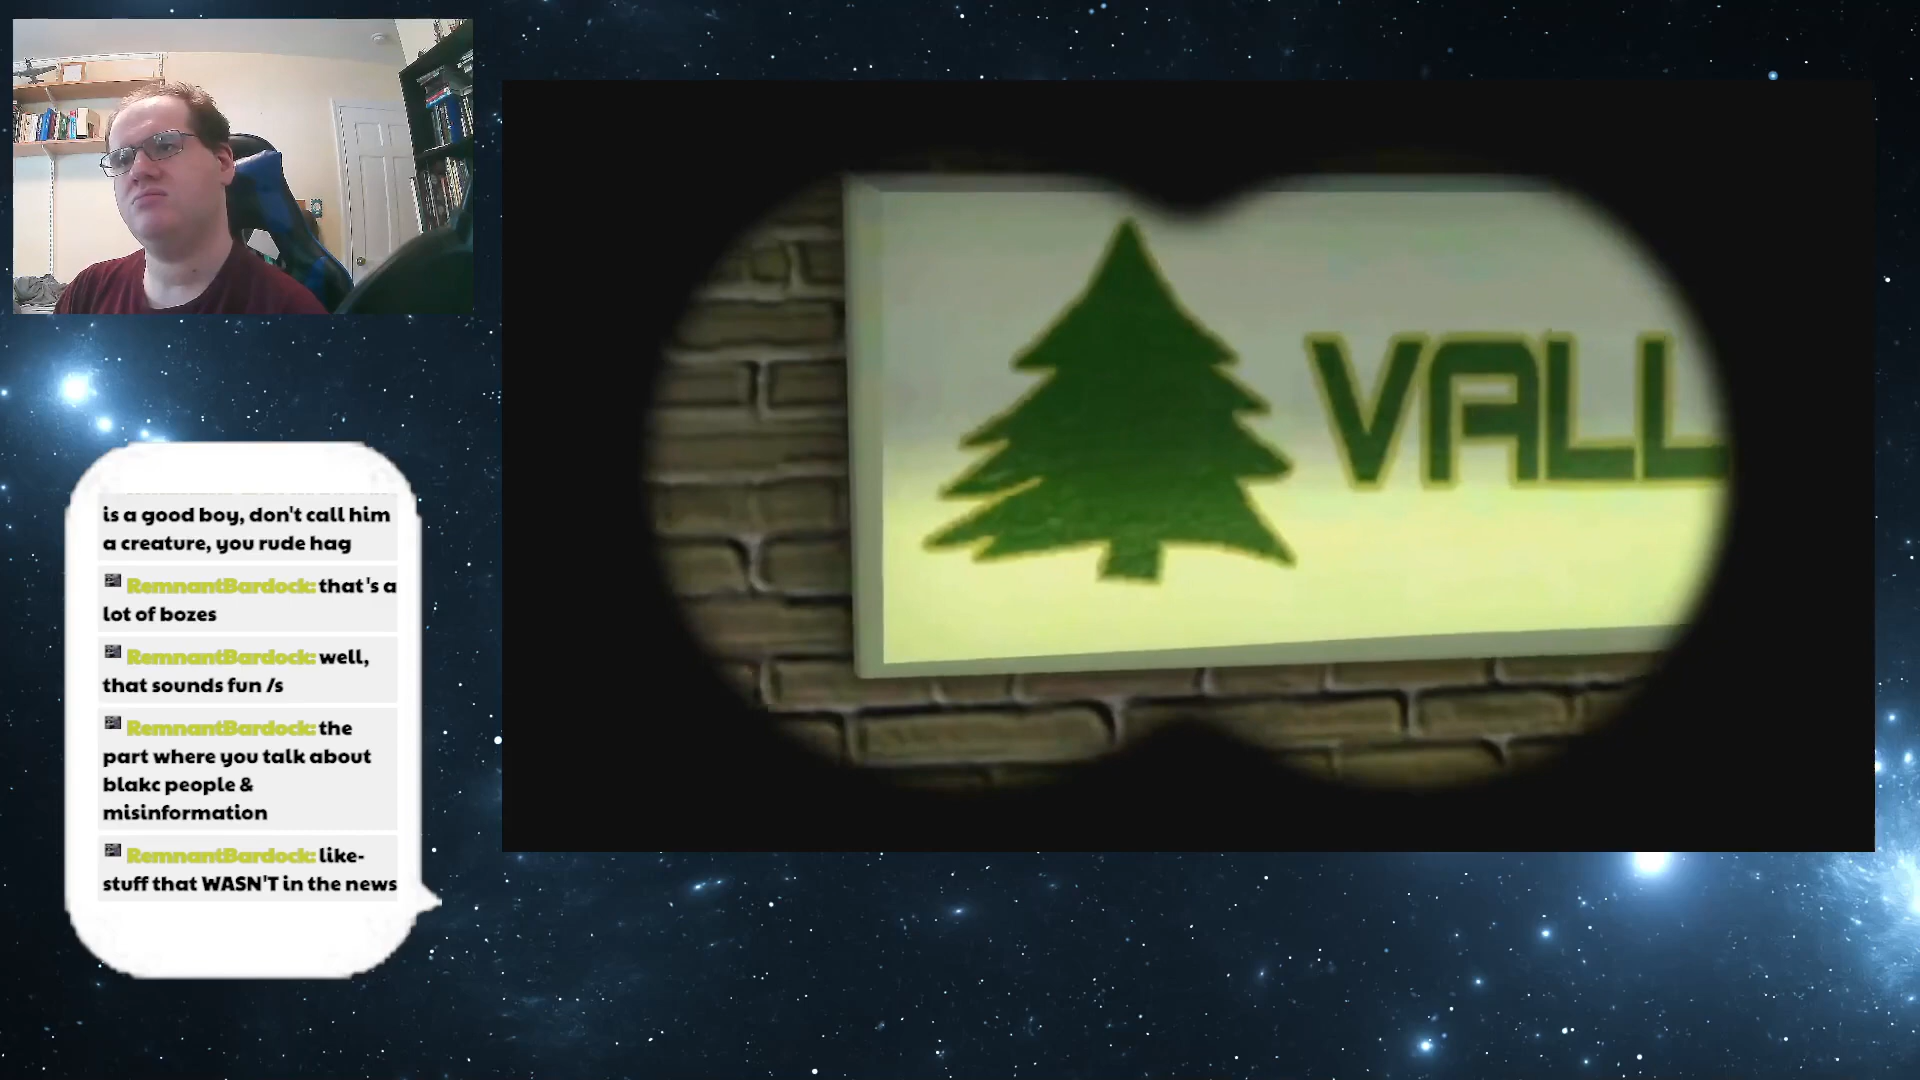 is a good boy, don't call him
a creature, you rude hag
RemnantBardock: that's a
lot of bozes
RemnantBardock: well,
that sounds fun /s
RemnantBardock: the
part where you talk about
blakc people &
misinformation
RemnantBardock: like-
stuff that WASN'T in the news
VALL